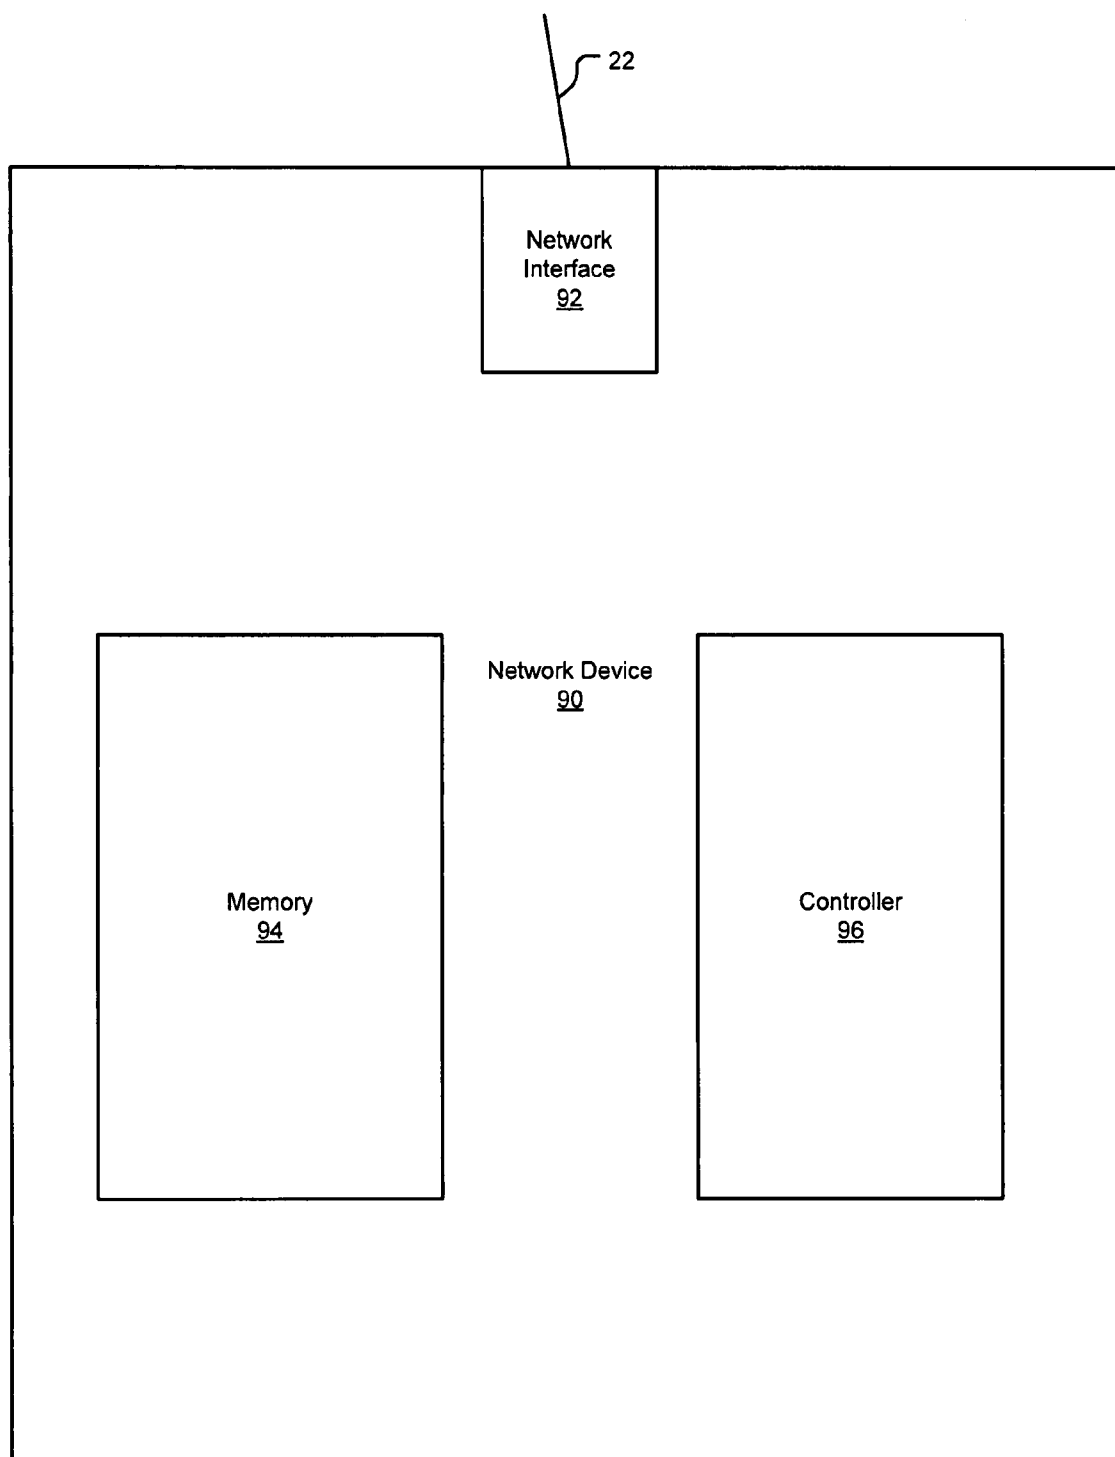 22
Network
Interface
92
Network Device
90
Memory
94
Controller
96